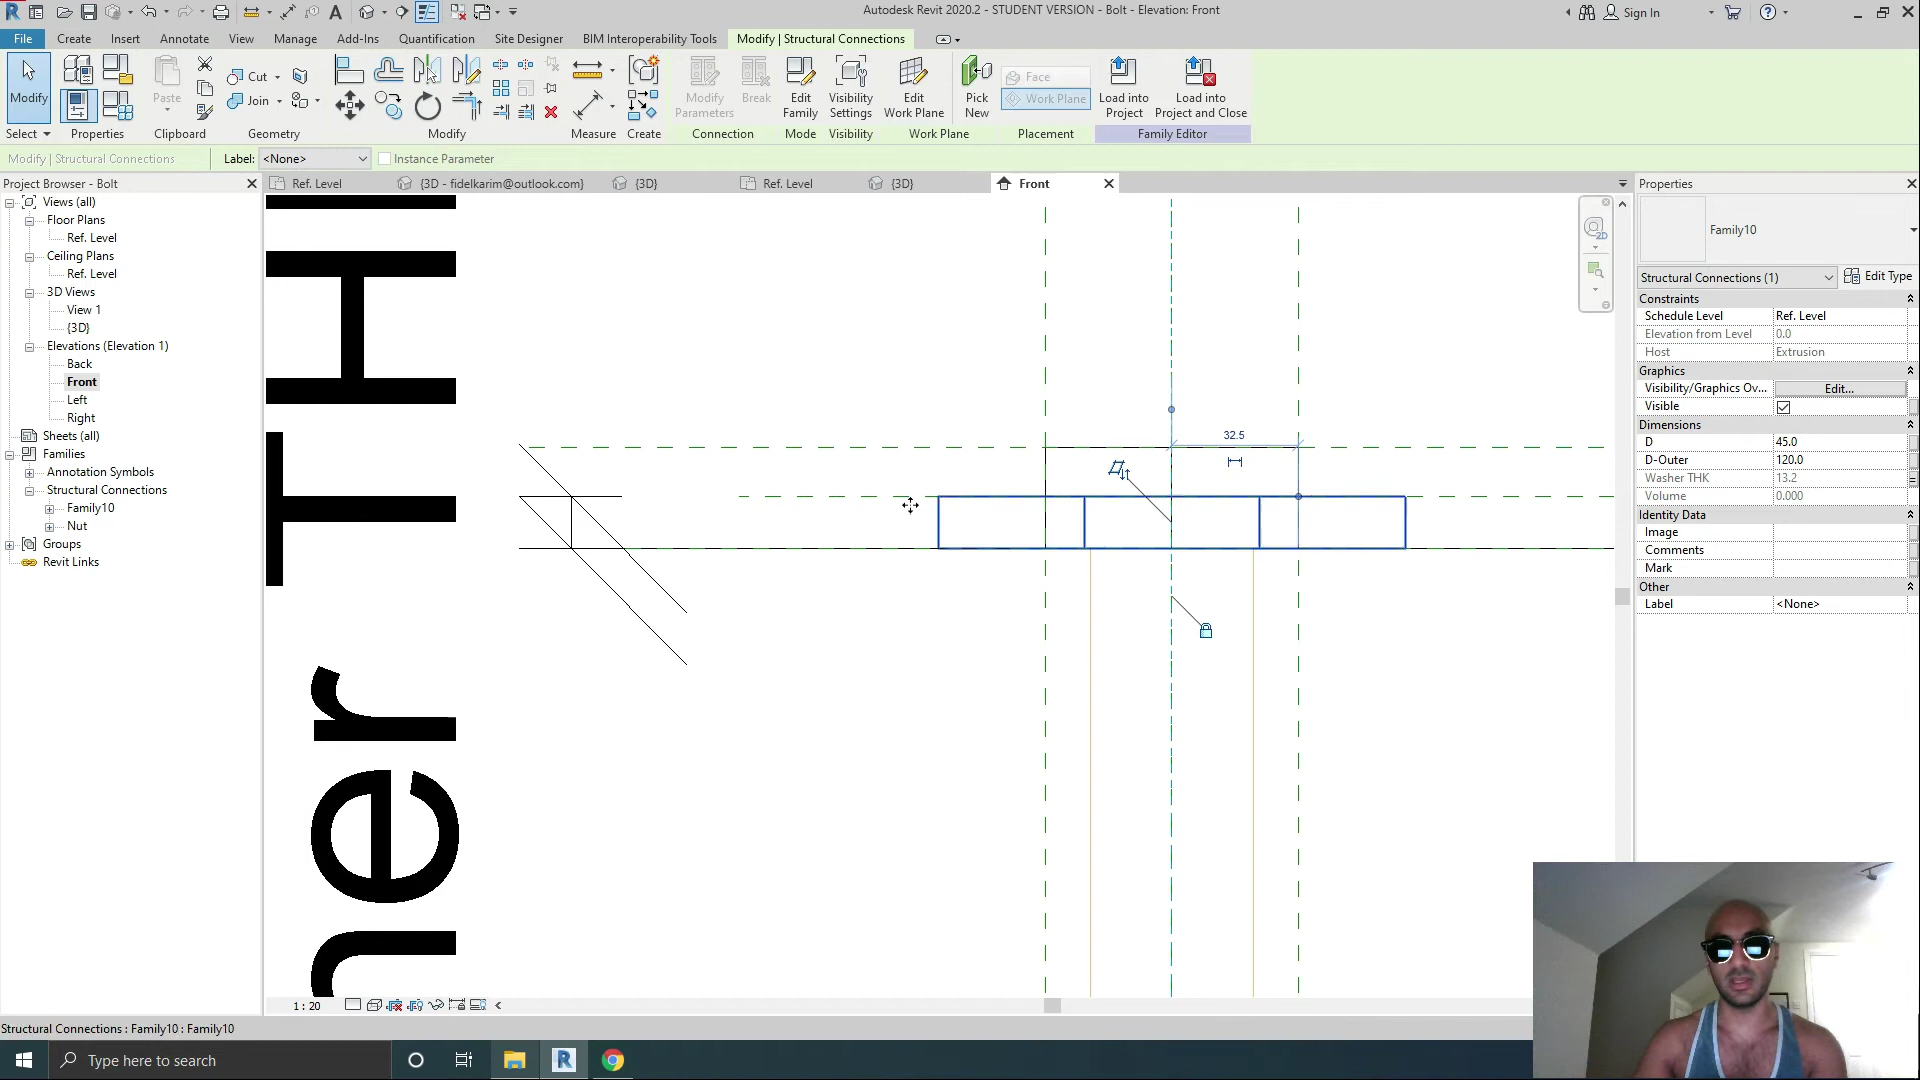 Autodesk Revit 2020.2 - STUDENT VERSION - Bolt - Elevation: Front
Sign In
File Create Insert Annotate View Manage Add-Ins Quantification Site Designer BIM Interoperability Tools Modify | Structural Connections
Modify
Paste
Cut
Join
Modify Parameters
Break
Edit Family
Visibility Settings
Edit Work Plane
Pick New
Face
Work Plane
Load into Project
Load into Project and Close
Select Properties Clipboard Geometry Modify Measure Create Connection Mode Visibility Work Plane Placement Family Editor
Modify | Structural Connections Label: <None> Instance Parameter
Project Browser - Bolt
Ref. Level {3D - fidelkarim@outlook.com} {3D} Ref. Level {3D} Front
Properties
Views (all)
Floor Plans
Ref. Level
Ceiling Plans
Ref. Level
3D Views
View 1
{3D}
Elevations (Elevation 1)
Back
Front
Left
Right
Sheets (all)
Families
Annotation Symbols
Structural Connections
Family10
Nut
Groups
Revit Links
T H
ner
32.5
2D
Family10
Structural Connections (1) Edit Type
Constraints
Schedule Level Ref. Level
Elevation from Level 0.0
Host Extrusion
Graphics
Visibility/Graphics Ov... Edit...
Visible
Dimensions
D 45.0
D-Outer 120.0
Washer THK 13.2
Volume 0.000
Identity Data
Image
Comments
Mark
Other
Label <None>
1 : 20
Structural Connections : Family10 : Family10
Type here to search